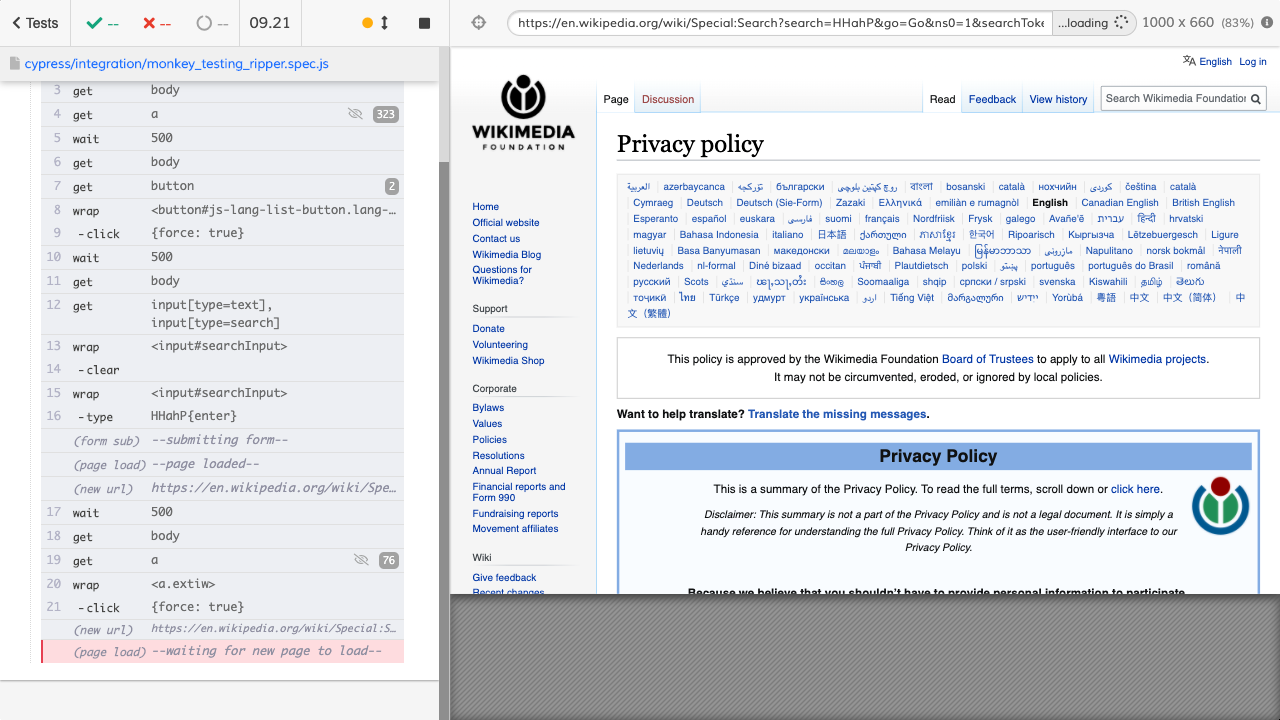 Tests
--
--
--
09.21
https://en.wikipedia.org/wiki/Special:Search?search=HHahP&go=Go&ns0=1&searchToke
...loading
1000 x 660 (83%)
cypress/integration/monkey_testing_ripper.spec.js
3 get body
4 get a 323
5 wait 500
6 get body
7 get button 2
8 wrap <button#js-lang-list-button.lang-…
9 -click {force: true}
10 wait 500
11 get body
12 get input[type=text],
input[type=search]
13 wrap <input#searchInput>
14 -clear
15 wrap <input#searchInput>
16 -type HHahP{enter}
(form sub) --submitting form--
(page load) --page loaded--
(new url) https://en.wikipedia.org/wiki/Spe…
17 wait 500
18 get body
19 get a 76
20 wrap <a.extiw>
21 -click {force: true}
(new url) https://en.wikipedia.org/wiki/Special:S…
(page load) --waiting for new page to load--
English Log in
WIKIMEDIA
FOUNDATION
Page Discussion Read Feedback View history Search Wikimedia Foundation
Home
Official website
Contact us
Wikimedia Blog
Questions for
Wikimedia?
Support
Donate
Volunteering
Wikimedia Shop
Corporate
Bylaws
Values
Policies
Resolutions
Annual Report
Financial reports and
Form 990
Fundraising reports
Movement affiliates
Wiki
Give feedback
Recent changes
Privacy policy
العربية azərbaycanca تۆرکجه български روچ کپتین بلوچی বাংলা bosanski català нохчийн کوردی čeština català
Cymraeg Deutsch Deutsch (Sie-Form) Zazaki Ελληνικά emiliàn e rumagnòl English Canadian English British English
Esperanto español euskara فارسی suomi français Nordfriisk Frysk galego Avañe'ẽ עברית हिन्दी hrvatski
magyar Bahasa Indonesia italiano 日本語 ქართული ភាសាខ្មែរ 한국어 Ripoarisch Кыргызча Lëtzebuergesch Ligure
lietuvių Basa Banyumasan македонски മലയാളം Bahasa Melayu မြန်မာဘာသာ مازِرونی Napulitano norsk bokmål नेपाली
Nederlands nl-formal Diné bizaad occitan ਪੰਜਾਬੀ Plautdietsch polski پښتو português português do Brasil română
русский Scots سنڌي සිංහල Soomaaliga shqip српски / srpski svenska Kiswahili தமிழ் తెలుగు
тоҷикӣ ไทย Türkçe удмурт українська اردو Tiếng Việt მარგალური ייִדיש Yorùbá 粵語 中文 中文（简体） 中
文（繁體）
This policy is approved by the Wikimedia Foundation Board of Trustees to apply to all Wikimedia projects.
It may not be circumvented, eroded, or ignored by local policies.
Want to help translate? Translate the missing messages.
Privacy Policy
This is a summary of the Privacy Policy. To read the full terms, scroll down or click here.
Disclaimer: This summary is not a part of the Privacy Policy and is not a legal document. It is simply a
handy reference for understanding the full Privacy Policy. Think of it as the user-friendly interface to our
Privacy Policy.
Because we believe that you shouldn't have to provide personal information to participate